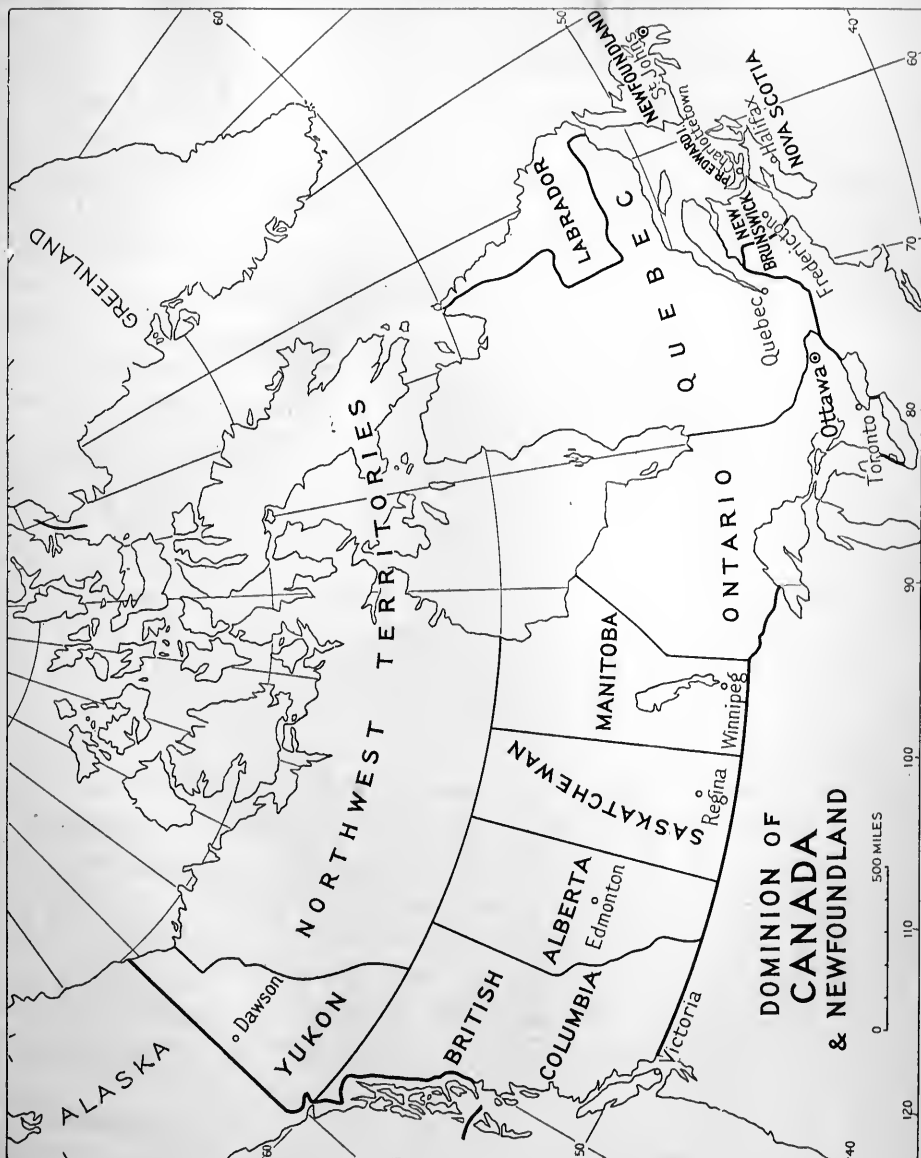 60
50
40
60
GREENLAND
NEWFOUNDLAND
St. Johns
ALASKA
Dawson
YUKON
NORTHWEST TERRITORIES
LABRADOR
QUEBEC
PR. EDWARD I.
Charlottetown
Halifax
NOVA SCOTIA
NEW
BRUNSWICK
Fredericton
70
Quebec
BRITISH
COLUMBIA
ALBERTA
Edmonton
SASKATCHEWAN
Regina
MANITOBA
Winnipeg
ONTARIO
Ottawa
Toronto
80
90
100
110
120
60
50
40
Victoria
DOMINION OF
CANADA
& NEWFOUNDLAND
0 500 MILES